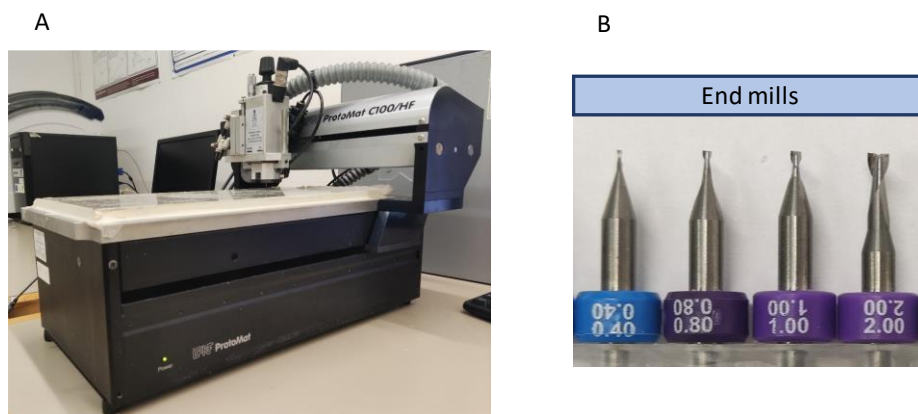 A
B
ProtoMat C100/HF
LPKF ProtoMat
Power
End mills
0.40
0.40
0.80
0.80
1.00
1.00
2.00
2.00